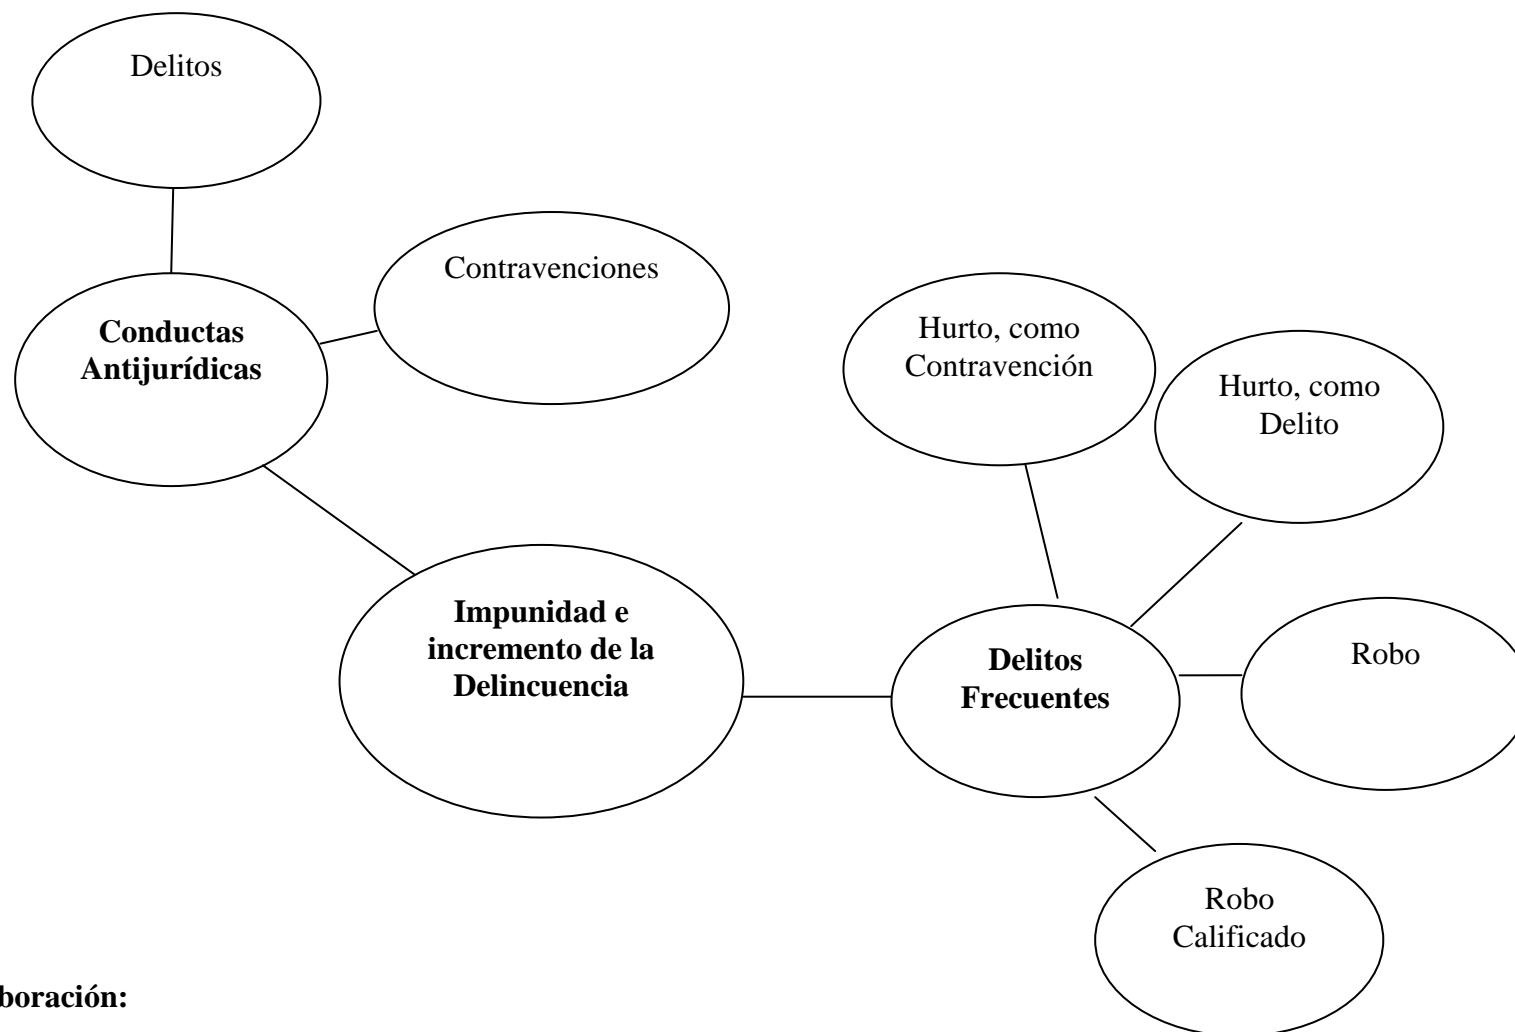 Delitos
Contravenciones
Conductas
Antijurídicas
Hurto, como
Contravención
Hurto, como
Delito
Impunidad e
incremento de la
Delincuencia
Delitos
Frecuentes
Robo
Robo
Calificado
boración: